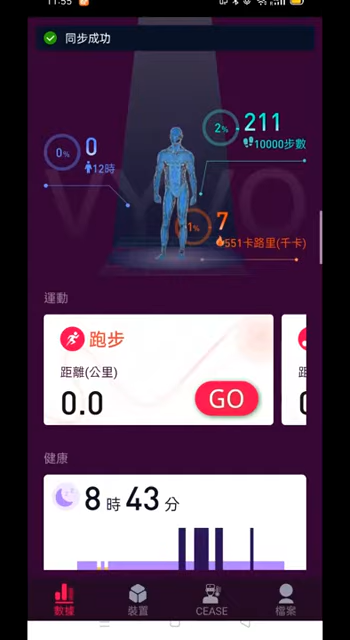 11:55
同步成功
2%
211
10000步數
0%
0
12時
VYVO
1%
7
551卡路里(千卡)
運動
跑步
距離(公里)
0.0
GO
健康
8 時 43 分
數據
裝置
CEASE
檔案